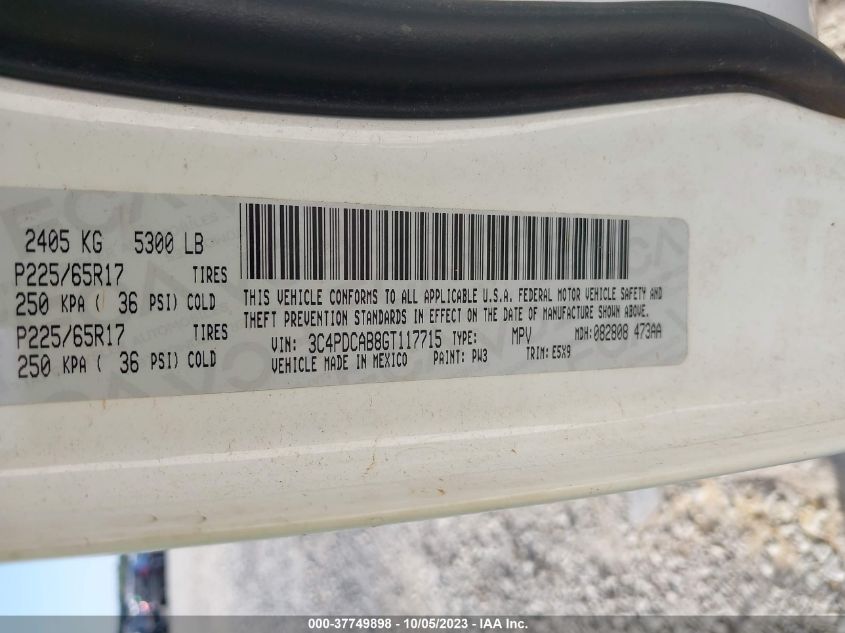 2405 KG 5300 LB
P225/65R17 TIRES
250 KPA ( 36 PSI) COLD
P225/65R17 TIRES
250 KPA ( 36 PSI) COLD
THIS VEHICLE CONFORMS TO ALL APPLICABLE U.S.A. FEDERAL MOTOR VEHICLE SAFETY AND
THEFT PREVENTION STANDARDS IN EFFECT ON THE DATE OF MANUFACTURE SHOWN ABOVE.
VIN: 3C4PDCAB8GT117715 TYPE: MPV MDH:082808 473AA
VEHICLE MADE IN MEXICO PAINT: PW3 TRIM: E5X9
000-37749898 - 10/05/2023 - IAA Inc.